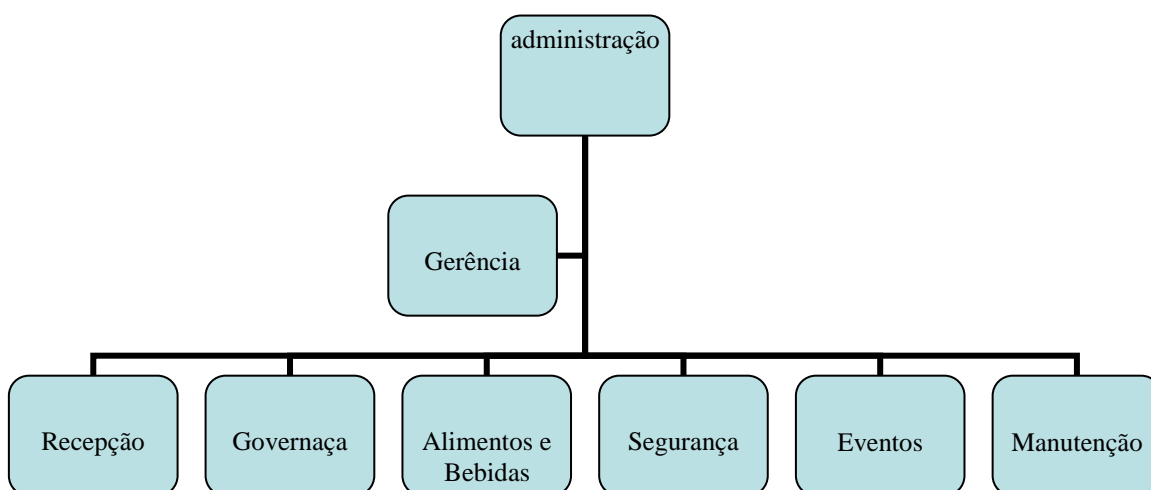 administração
Gerência
Recepção
Governaça
Alimentos e
Bebidas
Segurança
Eventos
Manutenção